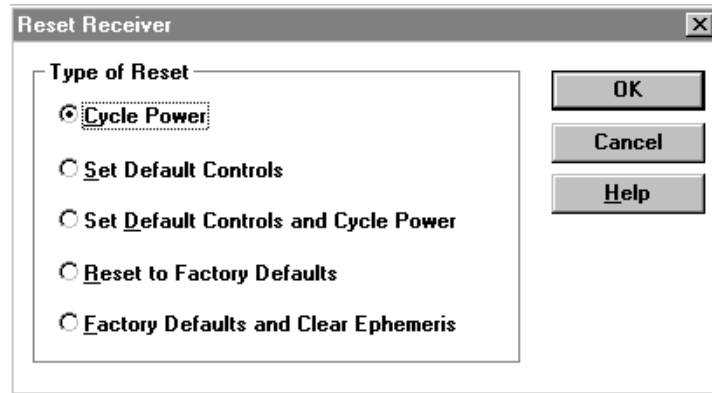 Reset Receiver
Type of Reset
Cycle Power
Set Default Controls
Set Default Controls and Cycle Power
Reset to Factory Defaults
Factory Defaults and Clear Ephemeris
OK
Cancel
Help